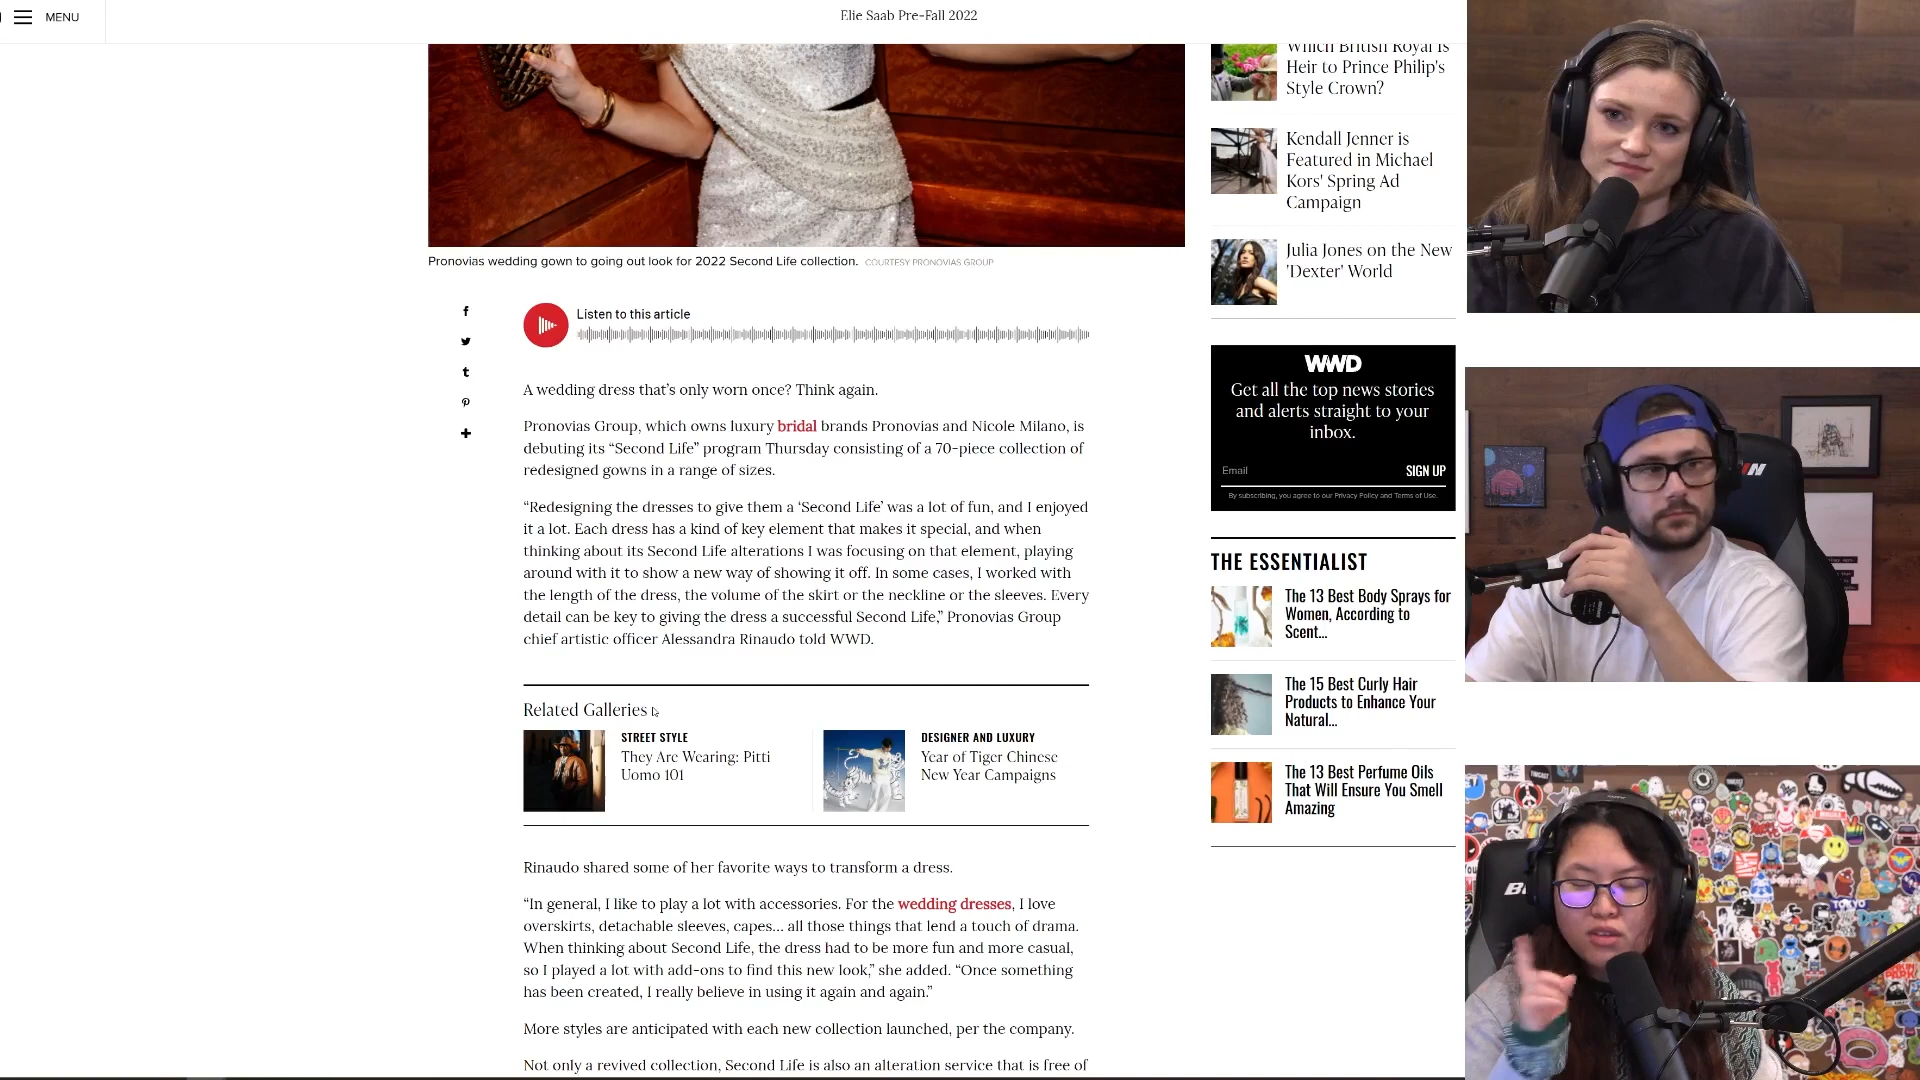 MENU
Elie Saab Pre-Fall 2022
Which British Royal Is
Heir to Prince Philip's
Style Crown?
Kendall Jenner is
Featured in Michael
Kors' Spring Ad
Campaign
Julia Jones on the New
'Dexter' World
Pronovias wedding gown to going out look for 2022 Second Life collection. COURTESY PRONOVIAS GROUP
Listen to this article
A wedding dress that's only worn once? Think again.
Pronovias Group, which owns luxury bridal brands Pronovias and Nicole Milano, is
debuting its “Second Life” program Thursday consisting of a 70-piece collection of
redesigned gowns in a range of sizes.
“Redesigning the dresses to give them a ‘Second Life’ was a lot of fun, and I enjoyed
it a lot. Each dress has a kind of key element that makes it special, and when
thinking about its Second Life alterations I was focusing on that element, playing
around with it to show a new way of showing it off. In some cases, I worked with
the length of the dress, the volume of the skirt or the neckline or the sleeves. Every
detail can be key to giving the dress a successful Second Life,” Pronovias Group
chief artistic officer Alessandra Rinaudo told WWD.
Related Galleries
STREET STYLE
They Are Wearing: Pitti
Uomo 101
DESIGNER AND LUXURY
Year of Tiger Chinese
New Year Campaigns
Rinaudo shared some of her favorite ways to transform a dress.
“In general, I like to play a lot with accessories. For the wedding dresses, I love
overskirts, detachable sleeves, capes… all those things that lend a touch of drama.
When thinking about Second Life, the dress had to be more fun and more casual,
so I played a lot with add-ons to find this new look,” she added. “Once something
has been created, I really believe in using it again and again.”
More styles are anticipated with each new collection launched, per the company.
Not only a revived collection, Second Life is also an alteration service that is free of
WWD
Get all the top news stories
and alerts straight to your
inbox.
Email SIGN UP
By subscribing, you agree to our Privacy Policy and Terms of Use.
THE ESSENTIALIST
The 13 Best Body Sprays for
Women, According to
Scent…
The 15 Best Curly Hair
Products to Enhance Your
Natural…
The 13 Best Perfume Oils
That Will Ensure You Smell
Amazing
TOKYO